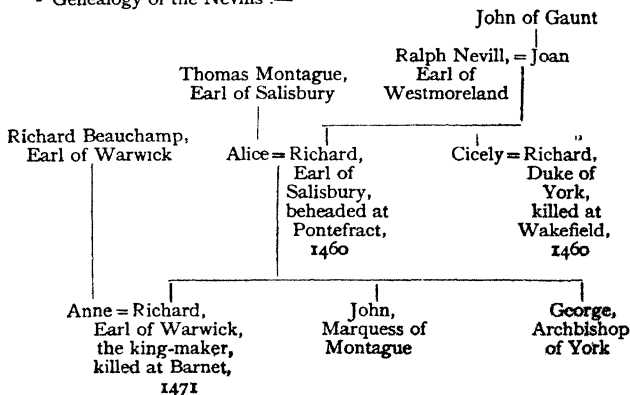 Genealogy of the Nevills :—
John of Gaunt
Ralph Nevill, = Joan
Earl of
Westmoreland
Thomas Montague,
Earl of Salisbury
Richard Beauchamp,
Earl of Warwick
Alice = Richard,
Earl of
Salisbury,
beheaded at
Pontefract,
1460
Cicely = Richard,
Duke of
York,
killed at
Wakefield,
1460
Anne = Richard,
Earl of Warwick,
the king-maker,
killed at Barnet,
1471
John,
Marquess of
Montague
George,
Archbishop
of York